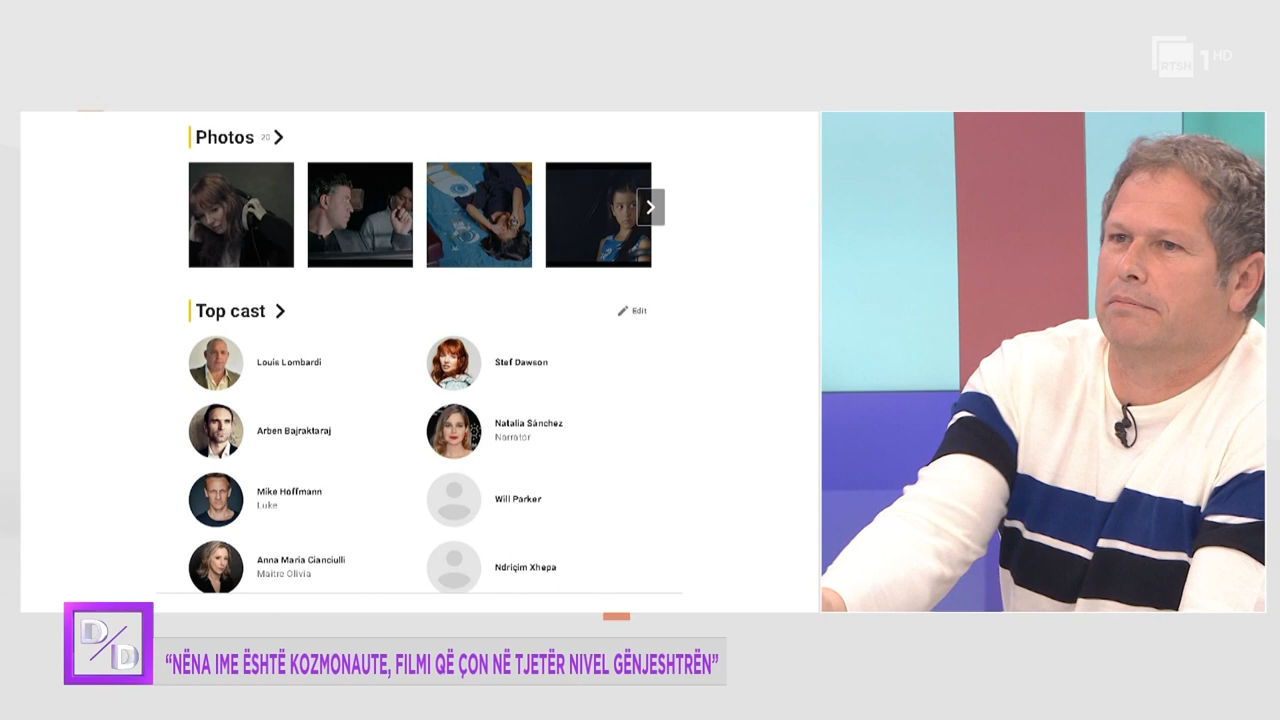 RTSH 1 HD
Photos 20
Top cast
Edit
Louis Lombardi
Stef Dawson
Arben Bajraktaraj
Natalia Sánchez
Narrator
Mike Hoffmann
Luke
Will Parker
Anna Maria Cianciulli
Maitre Olivia
Ndriçim Xhepa
D/D
“NËNA IME ËSHTË KOZMONAUTE, FILMI QË ÇON NË TJETËR NIVEL GËNJESHTRËN”